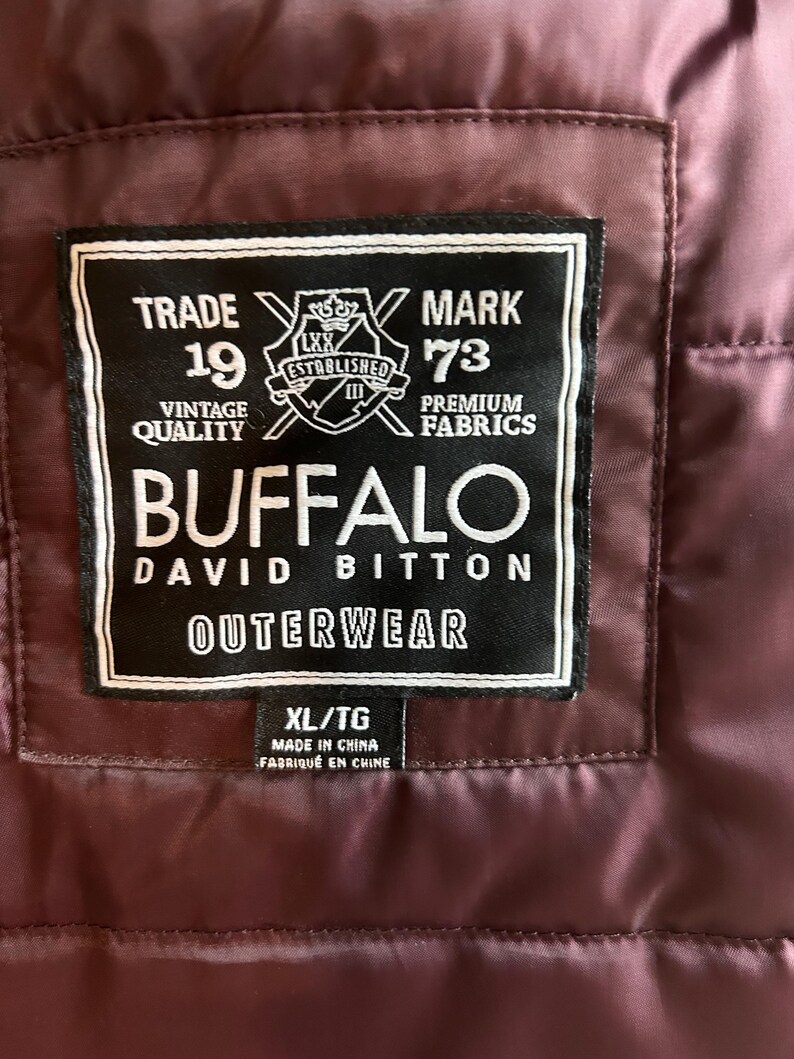 TRADE MARK
19 73
LXX
ESTABLISHED
III
VINTAGE PREMIUM
QUALITY FABRICS
BUFFALO
DAVID BITTON
OUTERWEAR
XL/TG
MADE IN CHINA
FABRIQUÉ EN CHINE